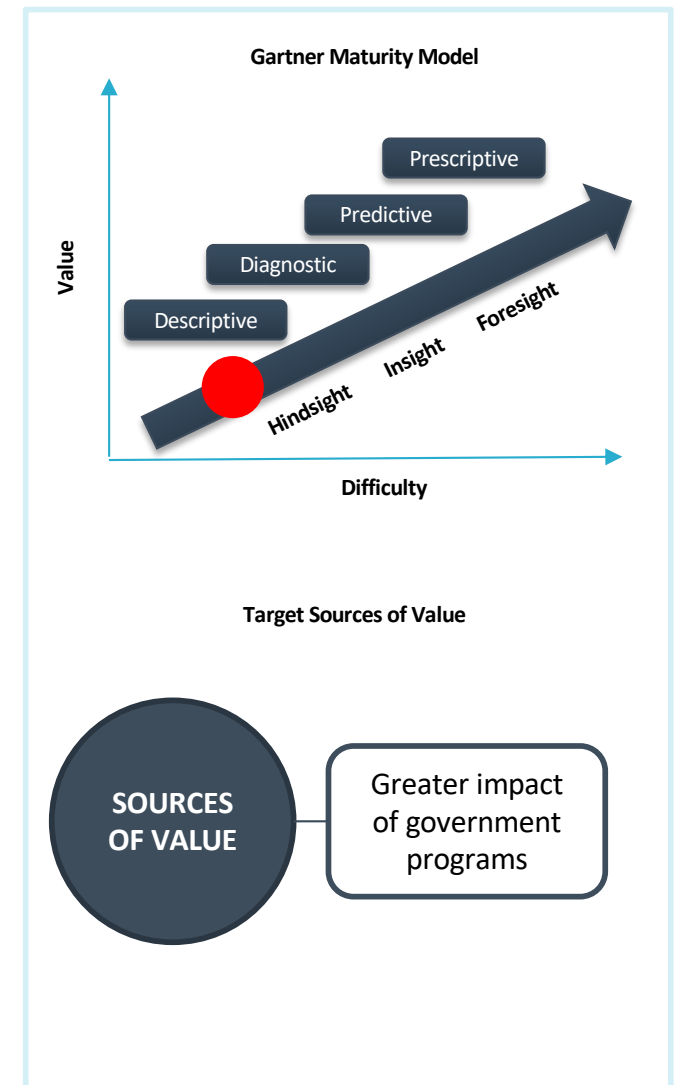 Gartner Maturity Model
Value
Prescriptive
Predictive
Diagnostic
Descriptive
Foresight
Insight
Hindsight
Difficulty
Target Sources of Value
SOURCES
OF VALUE
Greater impact
of government
programs